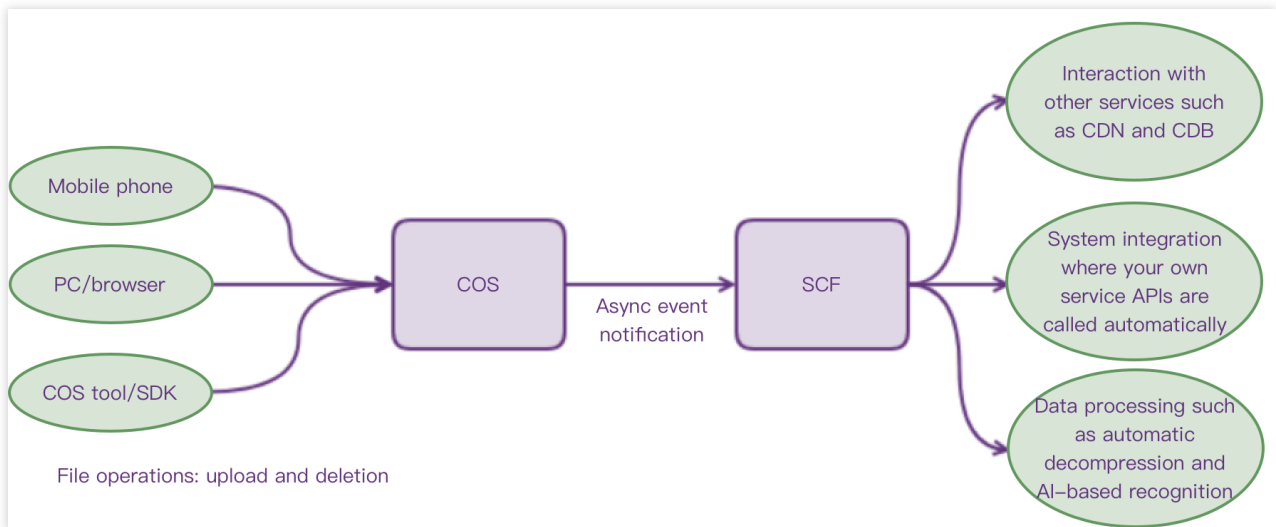 Mobile phone
PC/browser
COS tool/SDK
File operations: upload and deletion
COS
Async event
notification
SCF
Interaction with
other services such
as CDN and CDB
System integration
where your own
service APIs are
called automatically
Data processing such
as automatic
decompression and
AI-based recognition